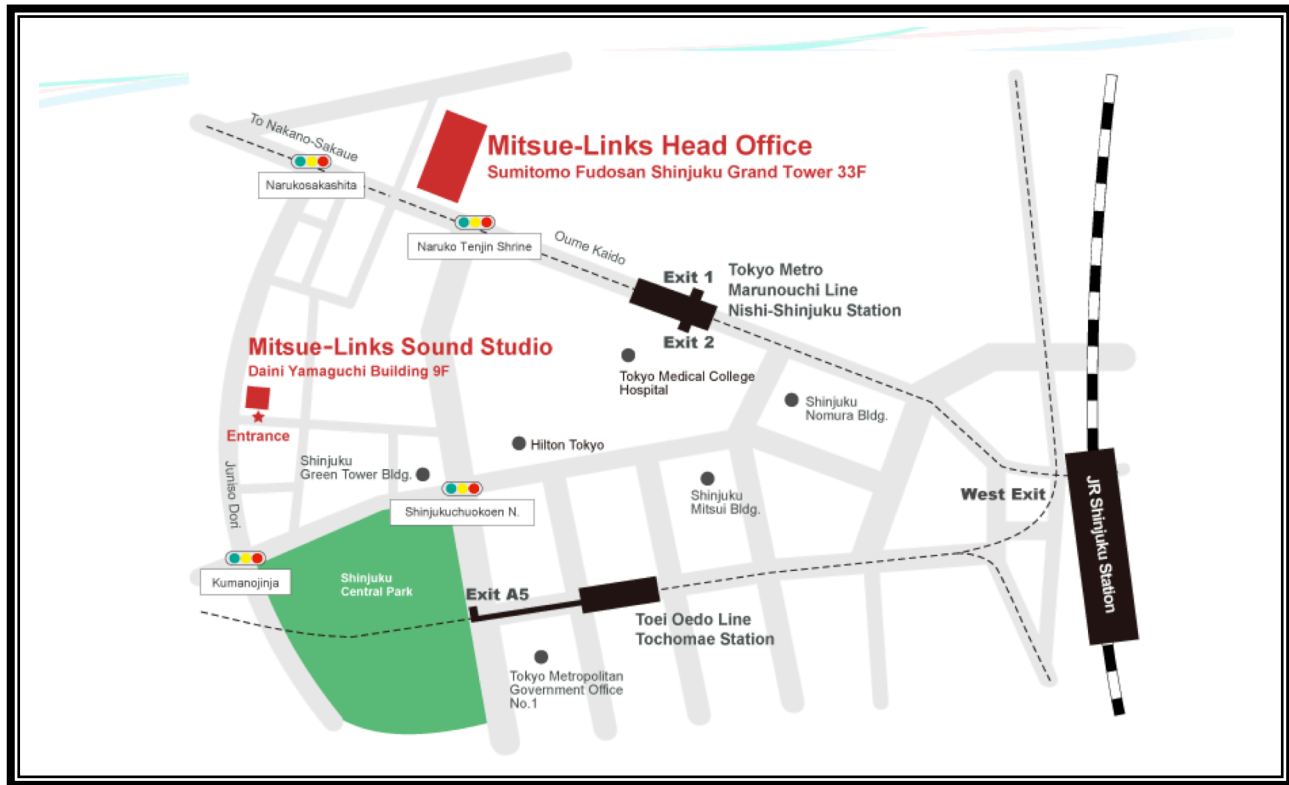 To Nakano-Sakaue
Narukosakashita
Mitsue-Links Head Office
Sumitomo Fudosan Shinjuku Grand Tower 33F
Naruko Tenjin Shrine
Oume Kaido
Exit 1
Tokyo Metro
Marunouchi Line
Nishi-Shinjuku Station
Exit 2
Mitsue-Links Sound Studio
Daini Yamaguchi Building 9F
Entrance
Tokyo Medical College
Hospital
Shinjuku
Nomura Bldg.
Hilton Tokyo
Shinjuku
Green Tower Bldg.
Juniso Dori
Shinjukuchuokoen N.
Shinjuku
Mitsui Bldg.
West Exit
JR Shinjuku Station
Kumanojinja
Shinjuku
Central Park
Exit A5
Toei Oedo Line
Tochomae Station
Tokyo Metropolitan
Government Office
No.1